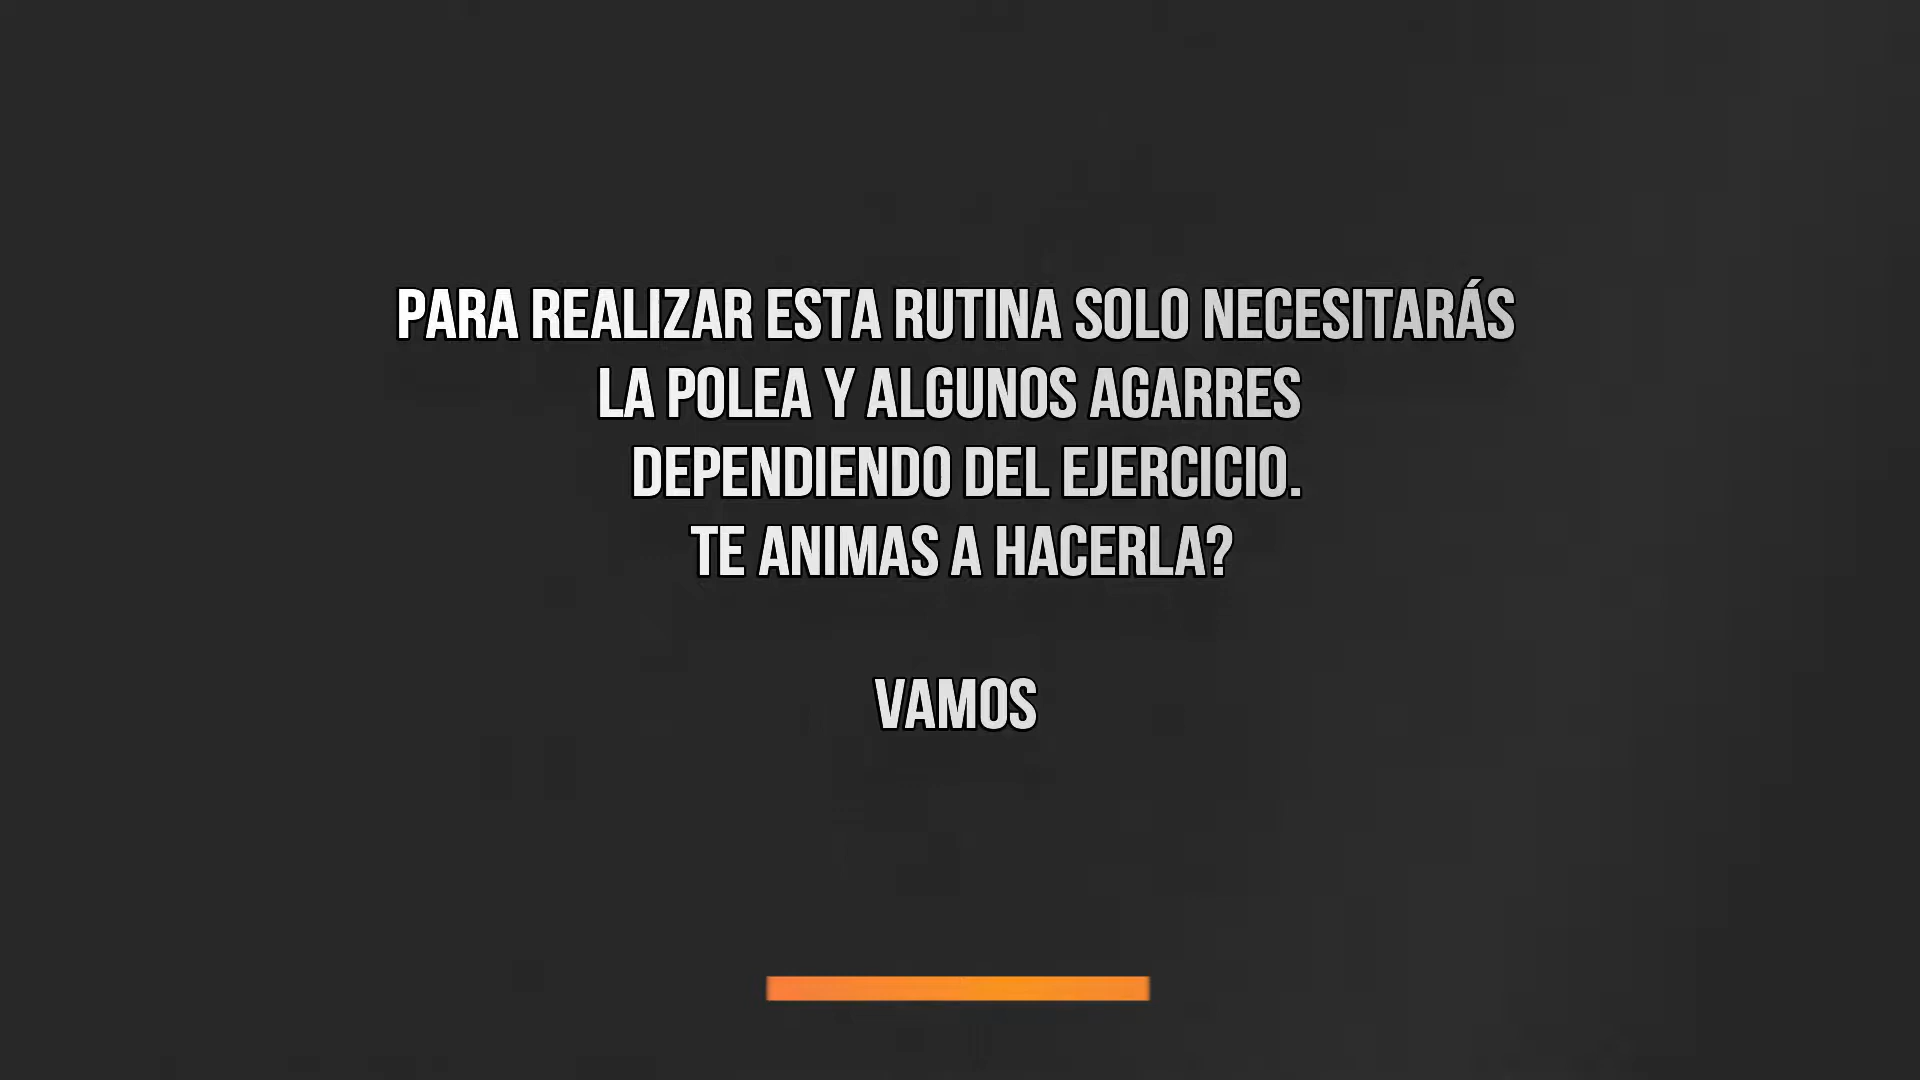 PARA REALIZAR ESTA RUTINA SOLO NECESITARÁS
LA POLEA Y ALGUNOS AGARRES
DEPENDIENDO DEL EJERCICIO.
TE ANIMAS A HACERLA?
VAMOS